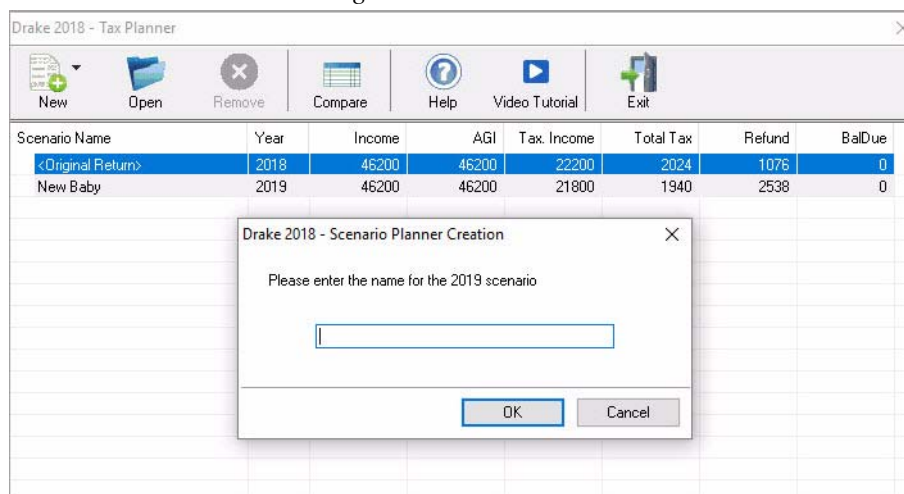 Drake 2018 - Tax Planner
New Open Remove Compare Help Video Tutorial Exit
Scenario Name Year Income AGI Tax. Income Total Tax Refund BalDue
<Original Return> 2018 46200 46200 22200 2024 1076 0
New Baby 2019 46200 46200 21800 1940 2538 0
Drake 2018 - Scenario Planner Creation
Please enter the name for the 2019 scenario
OK Cancel